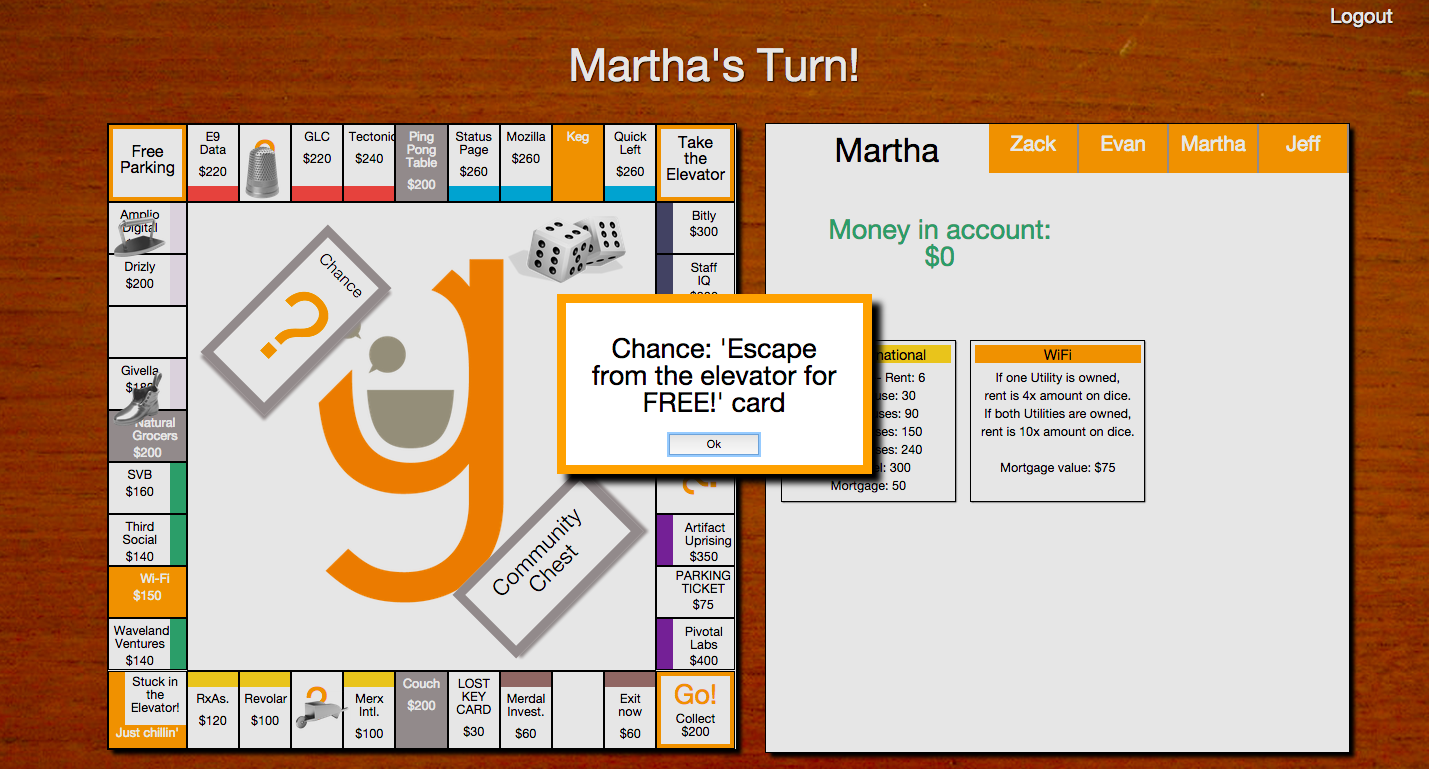 Logout
Martha's Turn!
Free
Parking
E9
Data
$220
GLC
$220
Tectonic
$240
Ping
Pong
Table
$200
Status
Page
$260
Mozilla
$260
Keg
Quick
Left
$260
Take
the
Elevator
Amplio
Digital
Drizly
$200
Givella
$180
Natural
Grocers
$200
SVB
$160
Third
Social
$140
Wi-Fi
$150
Waveland
Ventures
$140
Stuck in
the
Elevator!
Just chillin'
RxAs.
$120
Revolar
$100
?
Merx
Intl.
$100
Couch
$200
LOST
KEY
CARD
$30
Merdal
Invest.
$60
Exit
now
$60
Go!
Collect
$200
Bitly
$300
Staff
IQ
?
Artifact
Uprising
$350
PARKING
TICKET
$75
Pivotal
Labs
$400
Chance
?
g
Community
Chest
Chance: 'Escape
from the elevator for
FREE!' card
Ok
Martha
Zack
Evan
Martha
Jeff
Money in account:
$0
national
- Rent: 6
use: 30
ses: 90
ses: 150
ses: 240
el: 300
Mortgage: 50
WiFi
If one Utility is owned,
rent is 4x amount on dice.
If both Utilities are owned,
rent is 10x amount on dice.
Mortgage value: $75